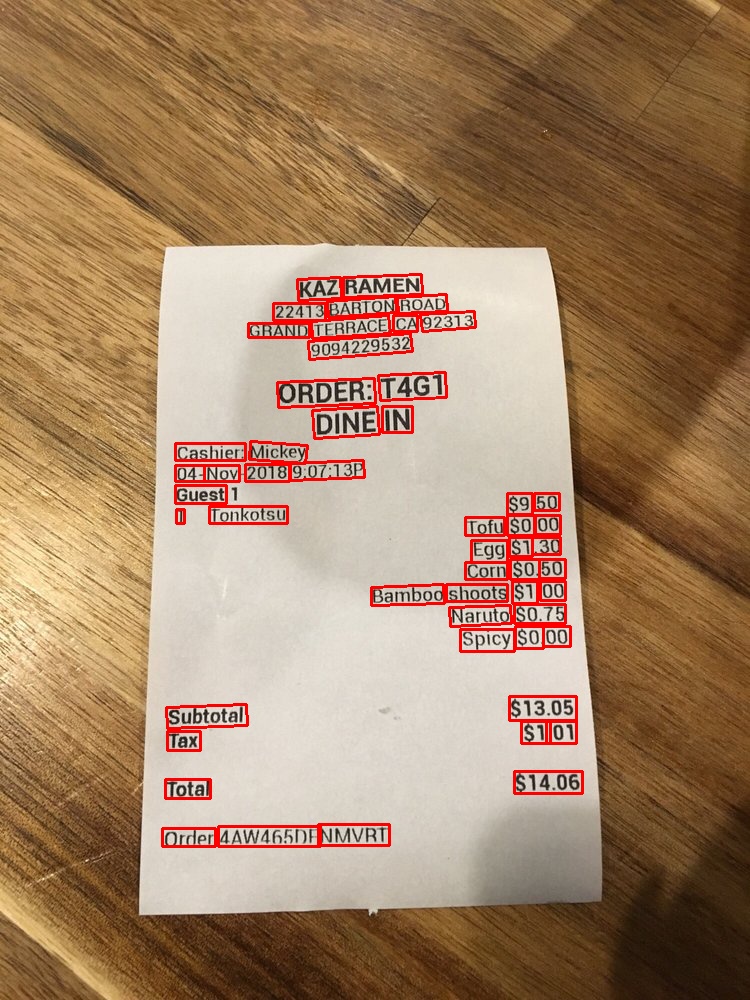 KAZ RAMEN
22413 BARTON ROAD
GRAND TERRACE CA 92313
9094229532
ORDER: T4G1
DINE IN
Cashier: Mickey
04-Nov-2018 9:07:13P
Guest 1
1 Tonkotsu
$9.50
Tofu $0.00
Egg $1.30
Corn $0.50
Bamboo shoots $1.00
Naruto $0.75
Spicy $0.00
Subtotal $13.05
Tax $1.01
Total $14.06
Order